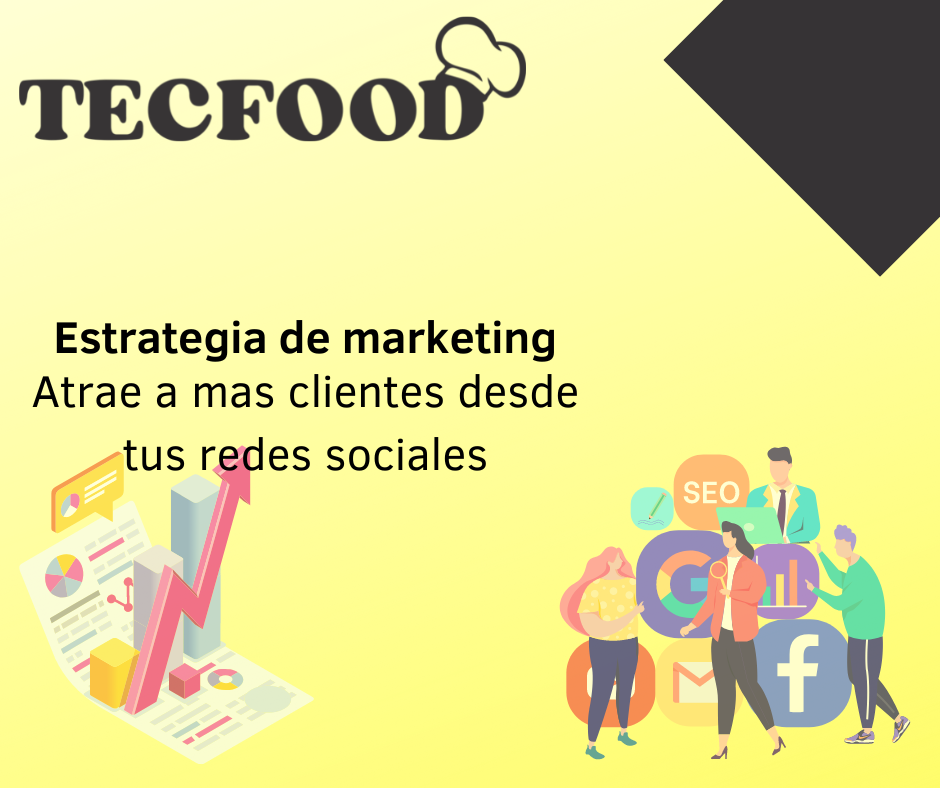 TECFOOD
Estrategia de marketing
Atrae a mas clientes desde
tus redes sociales
SEO